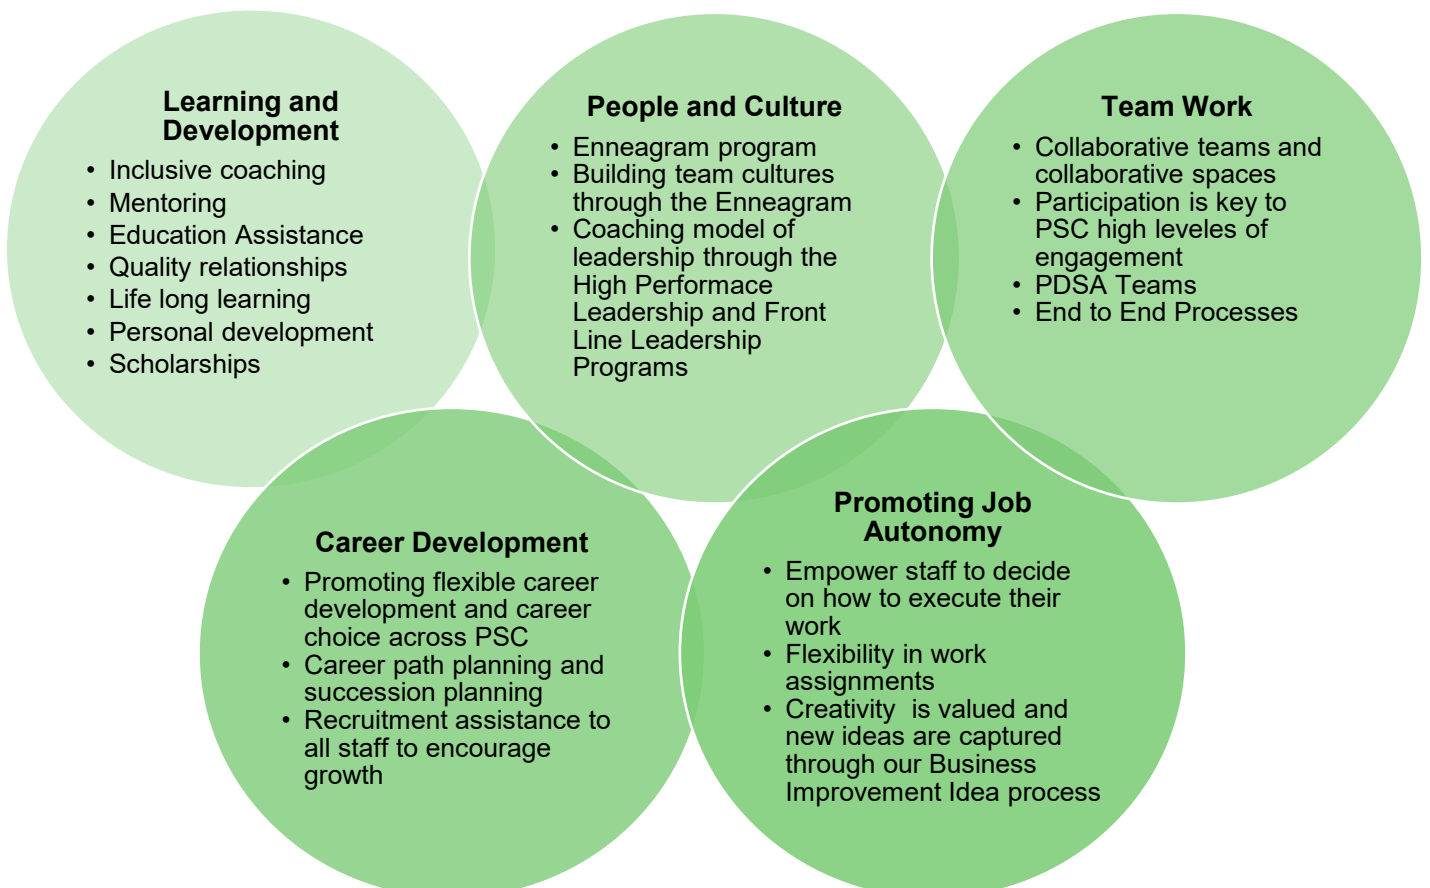 Learning and
Development
• Inclusive coaching
• Mentoring
• Education Assistance
• Quality relationships
• Life long learning
• Personal development
• Scholarships
People and Culture
• Enneagram program
• Building team cultures
through the Enneagram
• Coaching model of
leadership through the
High Performace
Leadership and Front
Line Leadership
Programs
Team Work
• Collaborative teams and
collaborative spaces
• Participation is key to
PSC high leveles of
engagement
• PDSA Teams
• End to End Processes
Career Development
• Promoting flexible career
development and career
choice across PSC
• Career path planning and
succession planning
• Recruitment assistance to
all staff to encourage
growth
Promoting Job
Autonomy
• Empower staff to decide
on how to execute their
work
• Flexibility in work
assignments
• Creativity  is valued and
new ideas are captured
through our Business
Improvement Idea process